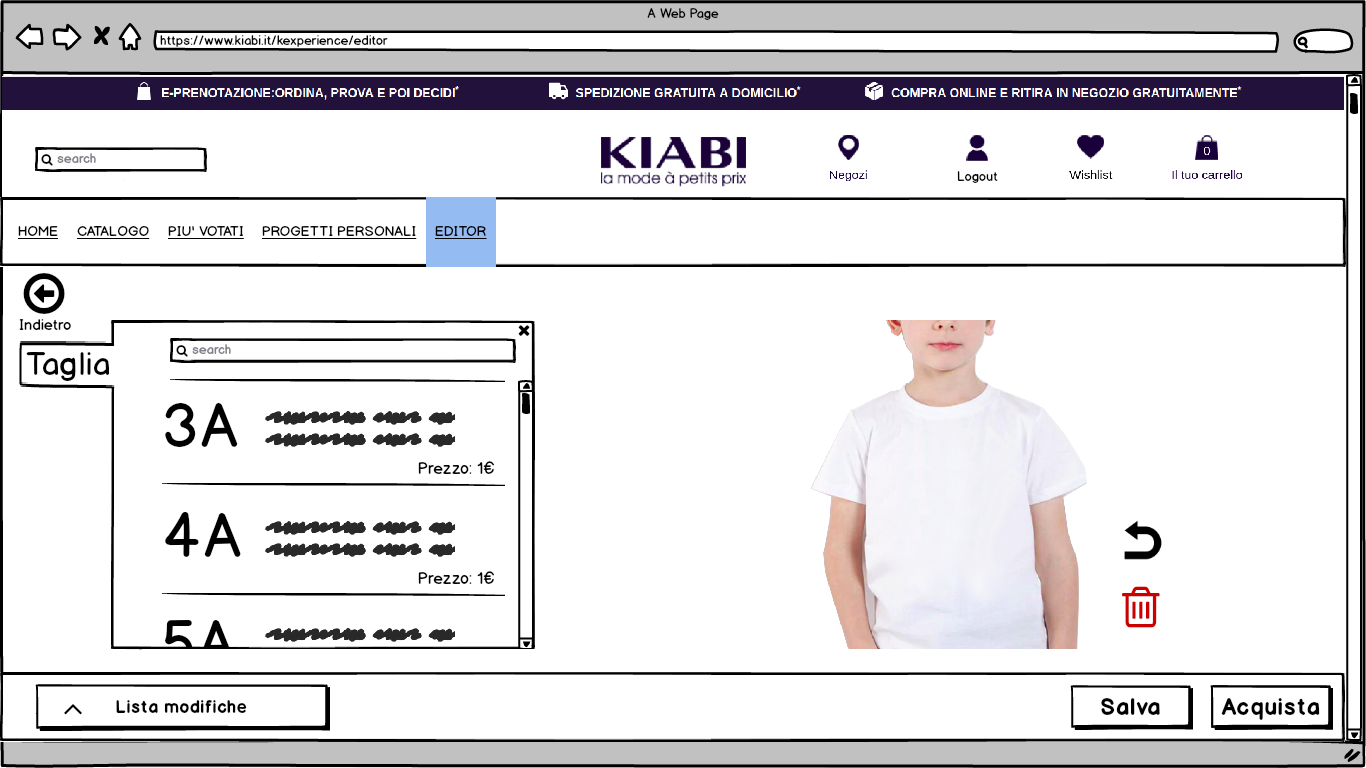 A Web Page
https://www.kiabi.it/kexperience/editor
E-PRENOTAZIONE:ORDINA, PROVA E POI DECIDI* SPEDIZIONE GRATUITA A DOMICILIO* COMPRA ONLINE E RITIRA IN NEGOZIO GRATUITAMENTE*
search
KIABI
la mode à petits prix
0
Negozi Logout Wishlist Il tuo carrello
HOME CATALOGO PIU' VOTATI PROGETTI PERSONALI EDITOR
Indietro
Taglia
search
3A
Prezzo: 1€
4A
Prezzo: 1€
5A
Lista modifiche Salva Acquista